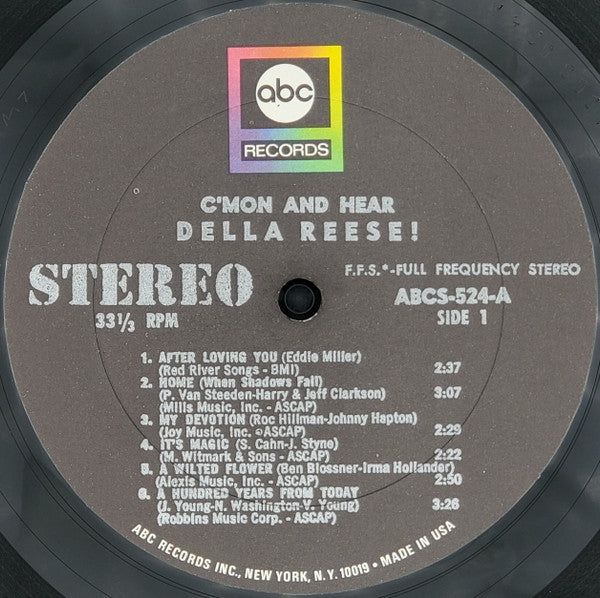 abc
RECORDS
C'MON AND HEAR
DELLA REESE!
STEREO
F.F.S.*-FULL FREQUENCY STEREO
33⅓ RPM
ABCS-524-A
SIDE 1
1. AFTER LOVING YOU (Eddie Miller)
(Red River Songs - BMI) 2:37
2. HOME (When Shadows Fall)
(P. Van Steeden-Harry & Jeff Clarkson) 3:07
(Mills Music, Inc. - ASCAP)
3. MY DEVOTION (Roc Hillman-Johnny Napton)
(Joy Music, Inc. - ASCAP) 2:29
4. IT'S MAGIC (S. Cahn-J. Styne)
(M. Witmark & Sons - ASCAP) 2:22
5. A WILTED FLOWER (Ben Blossner-Irma Hollander)
(Alexis Music, Inc. - ASCAP) 2:50
6. A HUNDRED YEARS FROM TODAY
(J. Young-N. Washington-V. Young) 3:26
(Robbins Music Corp. - ASCAP)
ABC RECORDS INC., NEW YORK, N.Y. 10019 • MADE IN USA